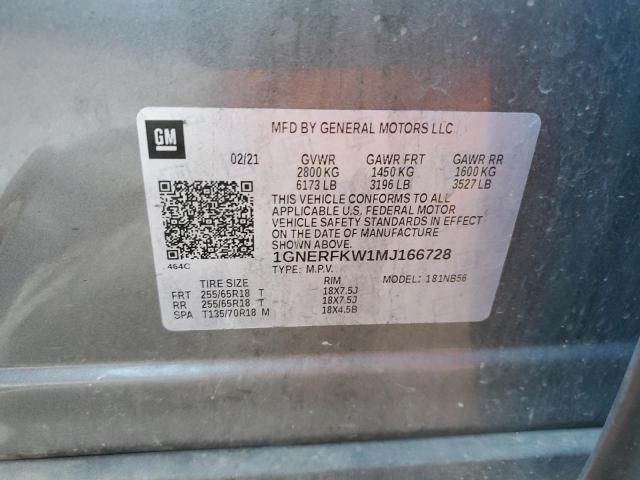 GM
MFD BY GENERAL MOTORS LLC
02/21 GVWR GAWR FRT GAWR RR
2800 KG 1450 KG 1600 KG
6173 LB 3196 LB 3527 LB
THIS VEHICLE CONFORMS TO ALL
APPLICABLE U.S. FEDERAL MOTOR
VEHICLE SAFETY STANDARDS IN EFFECT
ON THE DATE OF MANUFACTURE
SHOWN ABOVE.
464C
1GNERFKW1MJ166728
TYPE: M.P.V. MODEL: 181NB56
TIRE SIZE RIM
FRT 255/65R18 T 18X7.5J
RR 255/65R18 T 18X7.5J
SPA T135/70R18 M 18X4.5B